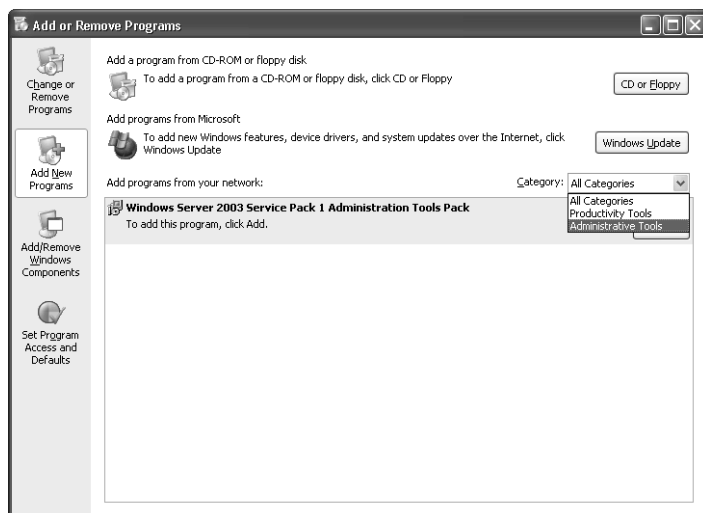 Add or Remove Programs
Change or
Remove
Programs
Add New
Programs
Add/Remove
Windows
Components
Set Program
Access and
Defaults
Add a program from CD-ROM or floppy disk
To add a program from a CD-ROM or floppy disk, click CD or Floppy
CD or Floppy
Add programs from Microsoft
To add new Windows features, device drivers, and system updates over the Internet, click
Windows Update
Windows Update
Add programs from your network:
Category:
All Categories
All Categories
Productivity Tools
Administrative Tools
Windows Server 2003 Service Pack 1 Administration Tools Pack
To add this program, click Add.